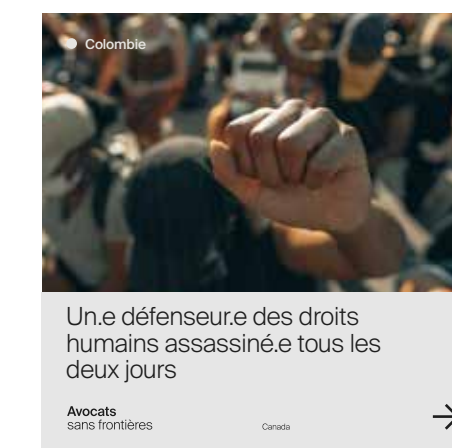 Colombie
Un.e défenseur.e des droits
humains assassiné.e tous les
deux jours
Avocats
sans frontières
Canada